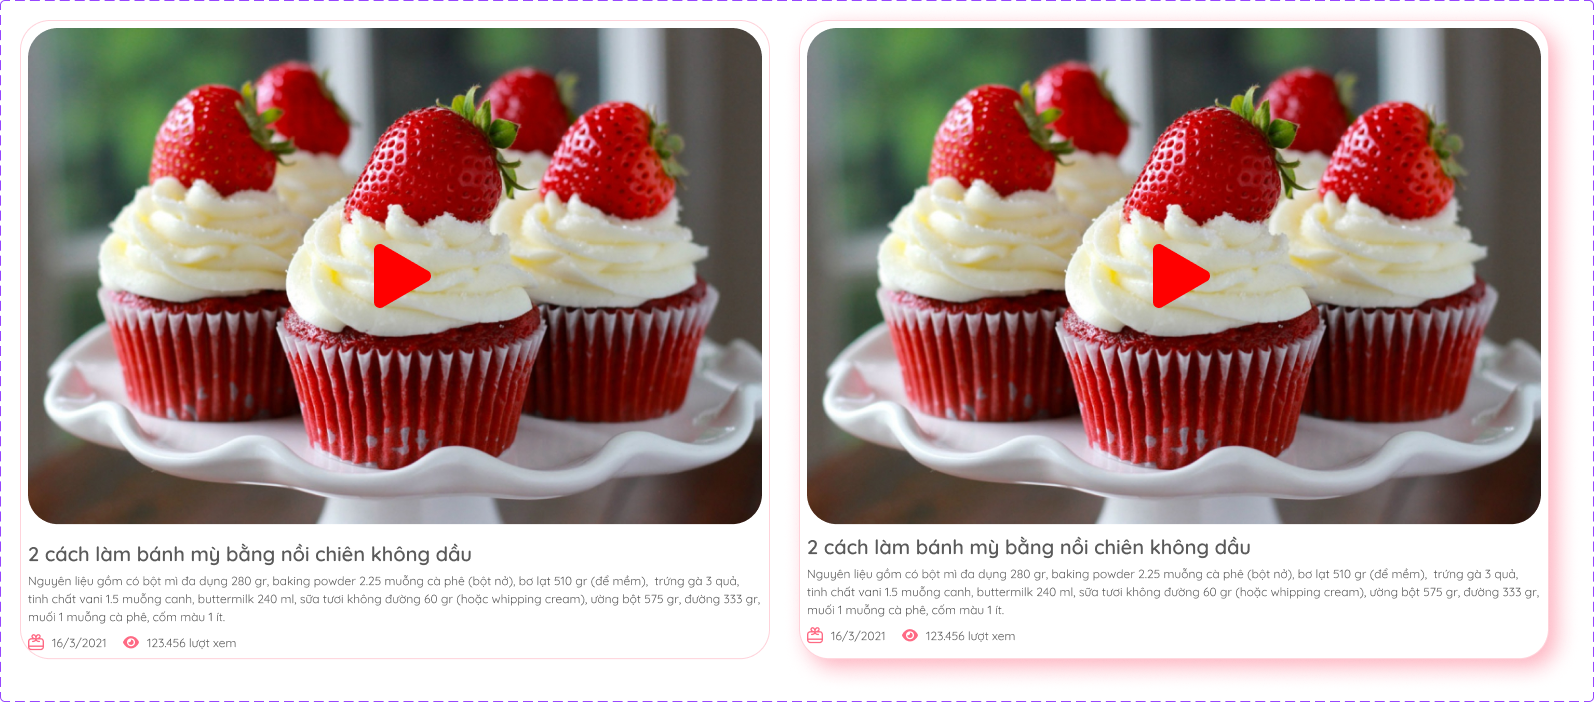 2 cách làm bánh mỳ bằng nồi chiên không dầu
Nguyên liệu gồm có bột mì đa dụng 280 gr, baking powder 2.25 muỗng cà phê (bột nở), bơ lạt 510 gr (để mềm),  trứng gà 3 quả,
tinh chất vani 1.5 muỗng canh, buttermilk 240 ml, sữa tươi không đường 60 gr (hoặc whipping cream), ường bột 575 gr, đường 333 gr,
muối 1 muỗng cà phê, cốm màu 1 ít.
16/3/2021 123.456 lượt xem
2 cách làm bánh mỳ bằng nồi chiên không dầu
Nguyên liệu gồm có bột mì đa dụng 280 gr, baking powder 2.25 muỗng cà phê (bột nở), bơ lạt 510 gr (để mềm),  trứng gà 3 quả,
tinh chất vani 1.5 muỗng canh, buttermilk 240 ml, sữa tươi không đường 60 gr (hoặc whipping cream), ường bột 575 gr, đường 333 gr,
muối 1 muỗng cà phê, cốm màu 1 ít.
16/3/2021 123.456 lượt xem